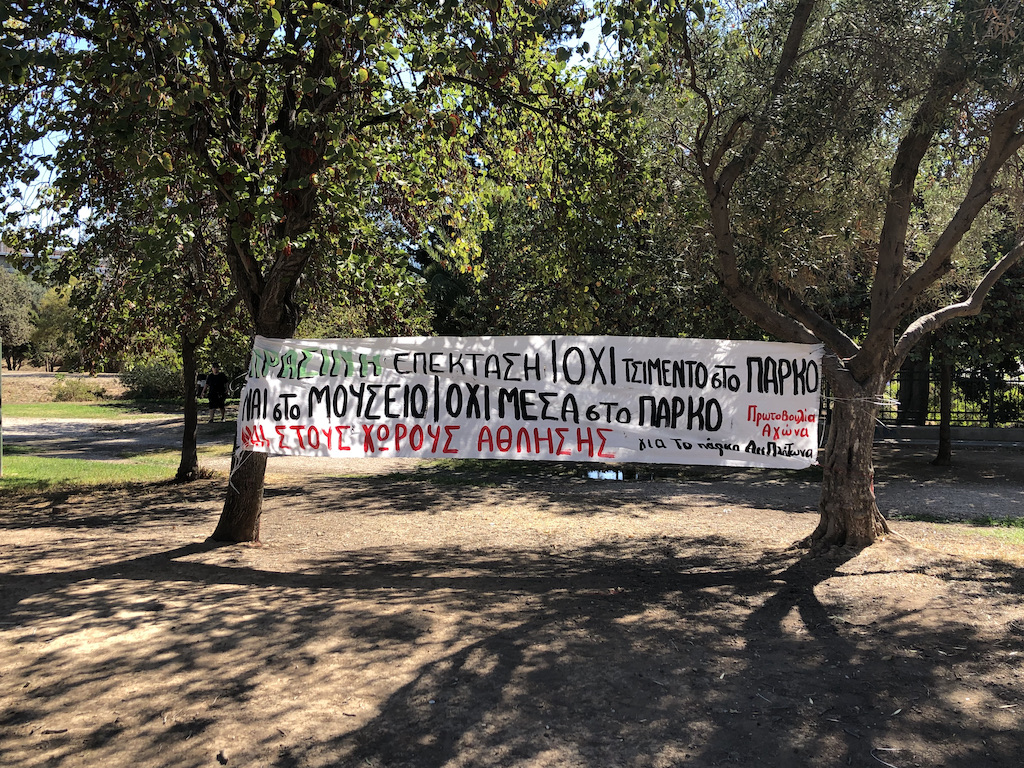 ΠΡΑΣΙΝΗ ΕΠΕΚΤΑΣΗ | ΟΧΙ ΤΣΙΜΕΝΤΟ στο ΠΑΡΚΟ
ΝΑΙ στο ΜΟΥΣΕΙΟ | ΟΧΙ ΜΕΣΑ στο ΠΑΡΚΟ
ΣΤΟΥΣ ΧΩΡΟΥΣ ΑΘΛΗΣΗΣ
Πρωτοβουλία
Αγώνα
για το πάρκο Ακ. Πλάτωνα